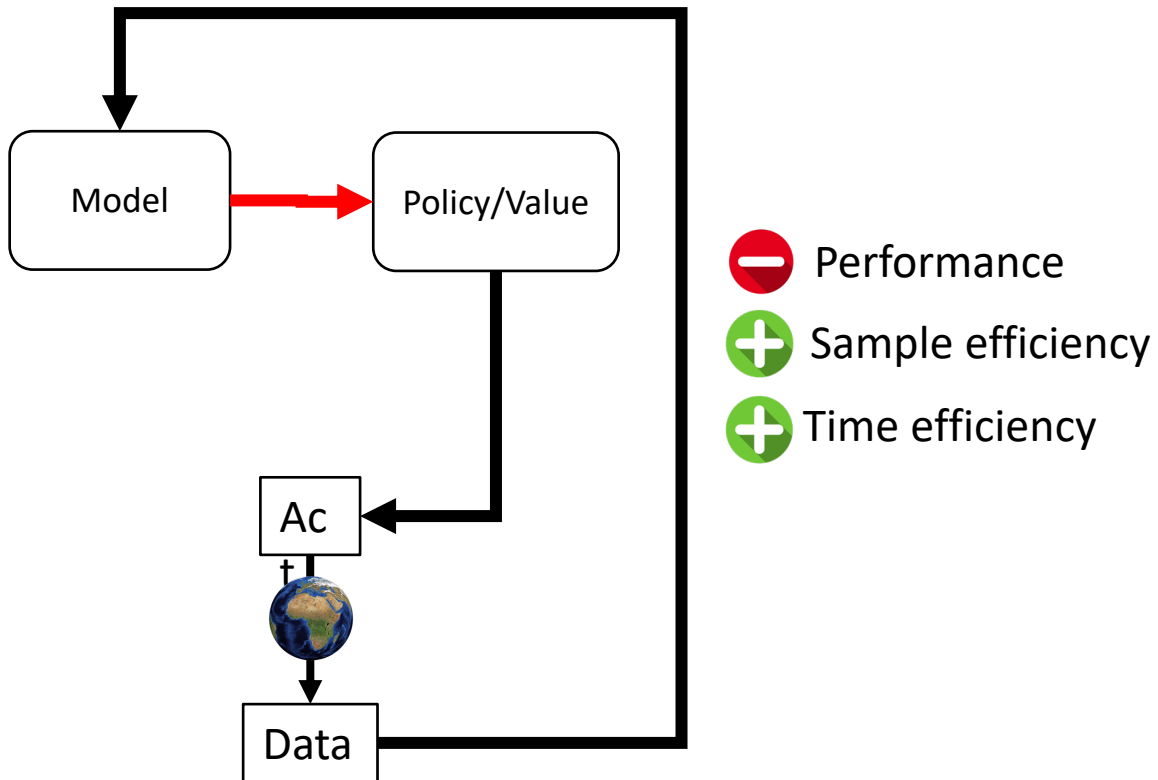 Model
Policy/Value
Performance
Sample efficiency
Time efficiency
Ac
t
Data